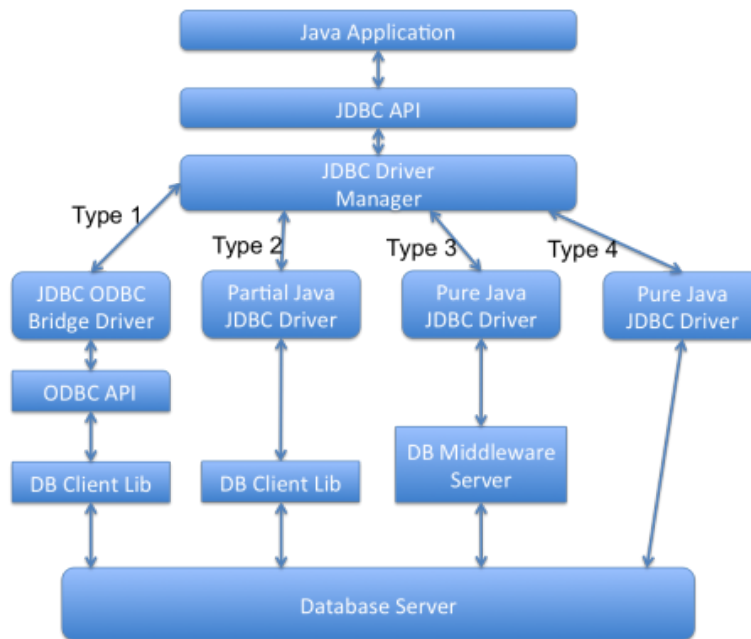 Java Application
JDBC API
JDBC Driver
Manager
Type 1
Type 2
Type 3
Type 4
JDBC ODBC
Bridge Driver
Partial Java
JDBC Driver
Pure Java
JDBC Driver
Pure Java
JDBC Driver
ODBC API
DB Middleware
Server
DB Client Lib
DB Client Lib
Database Server